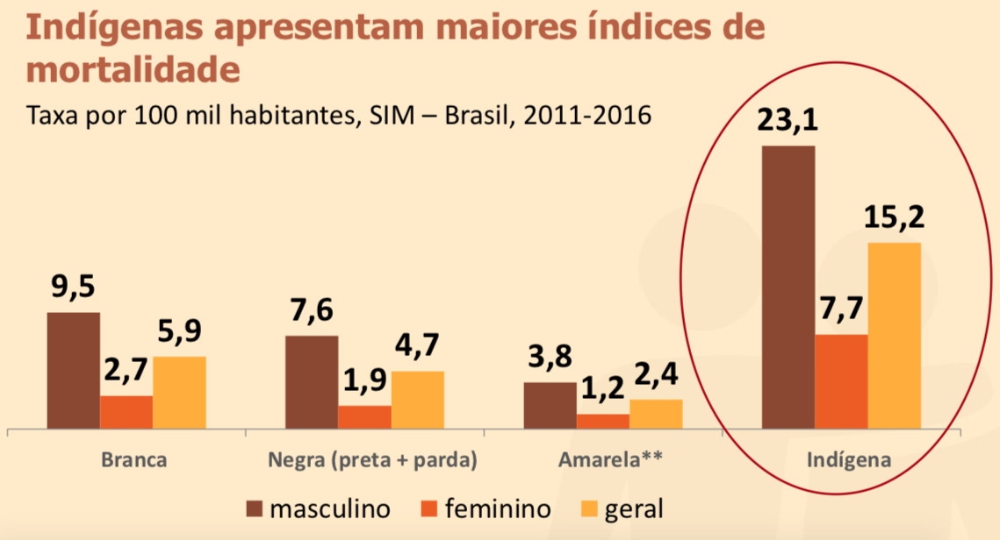 Indígenas apresentam maiores índices de
mortalidade
Taxa por 100 mil habitantes, SIM – Brasil, 2011-2016
9,5
2,7
5,9
7,6
1,9
4,7
3,8
1,2
2,4
23,1
7,7
15,2
Branca
Negra (preta + parda)
Amarela**
Indígena
masculino
feminino
geral